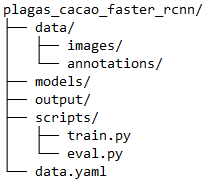 plagas_cacao_faster_rcnn/
├── data/
│   ├── images/
│   └── annotations/
├── models/
├── output/
├── scripts/
│   ├── train.py
│   └── eval.py
└── data.yaml